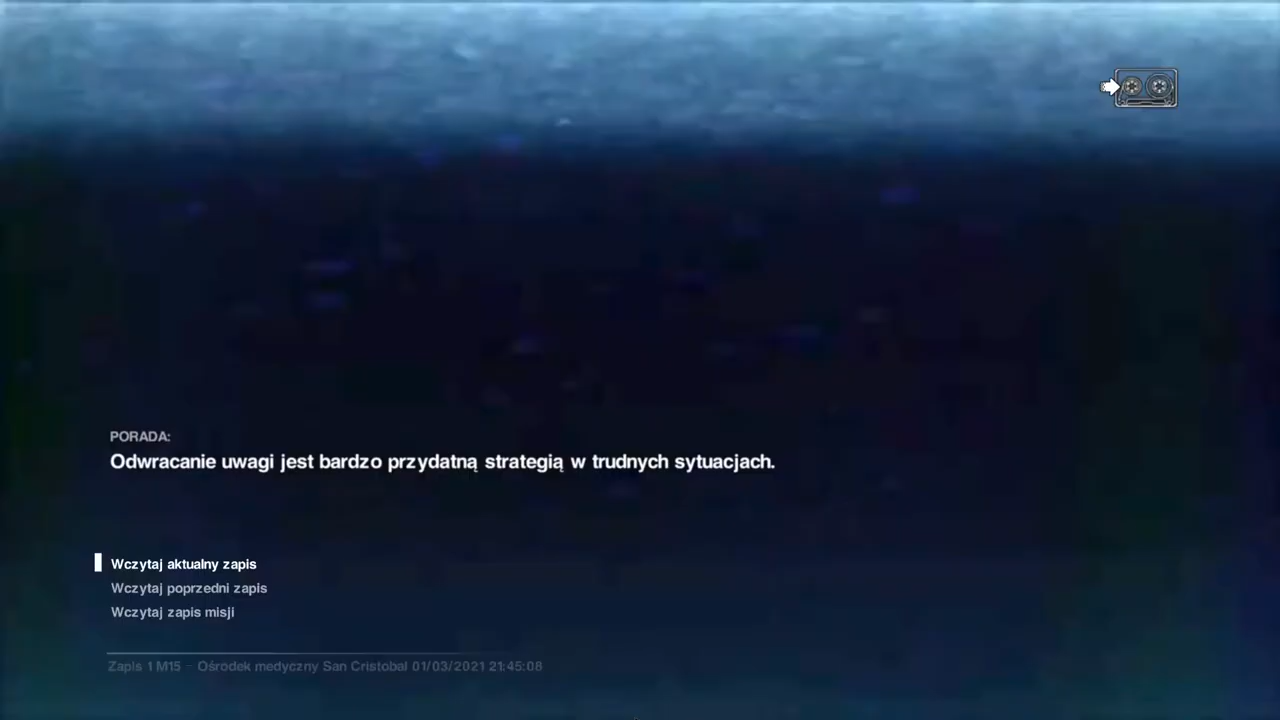 PORADA:
Odwracanie uwagi jest bardzo przydatną strategią w trudnych sytuacjach.
Wczytaj aktualny zapis
Wczytaj poprzedni zapis
Wczytaj zapis misji
Zapis 1 M15 - Ośrodek medyczny San Cristobal 01/03/2021 21:45:08